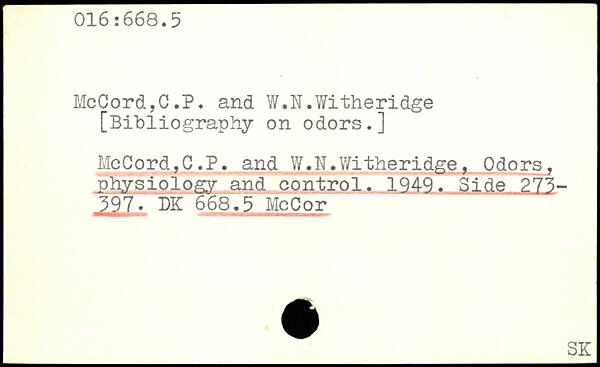 016:668.5
McCord,C.P. and W.N.Witheridge
[Bibliography on odors.]
McCord,C.P. and W.N.Witheridge, Odors,
physiology and control. 1949. Side 273-
397. DK 668.5 McCor
SK